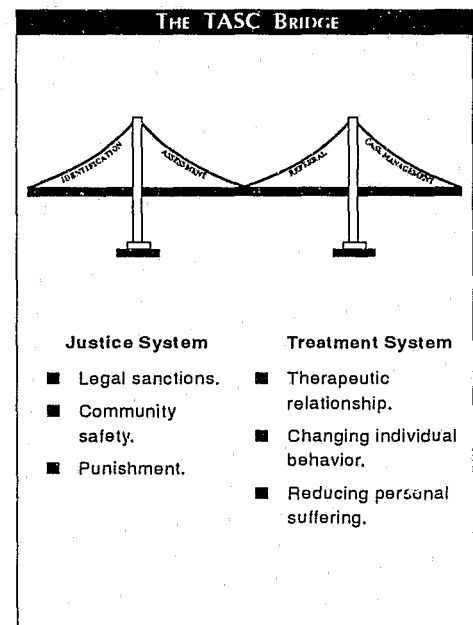 THE TASC BRIDGE
IDENTIFICATION
ASSESSMENT
REFERRAL
CASE MANAGEMENT
Justice System
■ Legal sanctions.
■ Community
safety.
■ Punishment.
Treatment System
■ Therapeutic
relationship.
■ Changing individual
behavior.
■ Reducing personal
suffering.